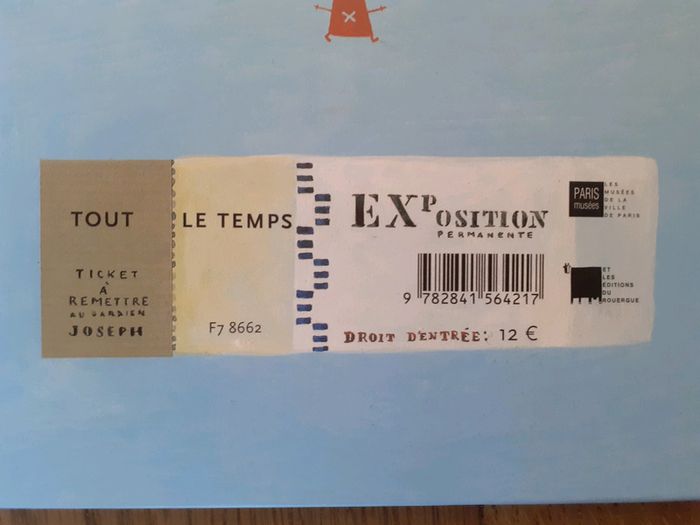 TOUT
TICKET
À
REMETTRE
AU GARDIEN
JOSEPH
LE TEMPS
F7 8662
EXPOSITION
PERMANENTE
9 782841 564217
DROIT D'ENTRÉE: 12 €
PARIS
musées
LES
MUSÉES
DE LA
VILLE
DE PARIS
ET
LES
EDITIONS
DU
ROUERGUE